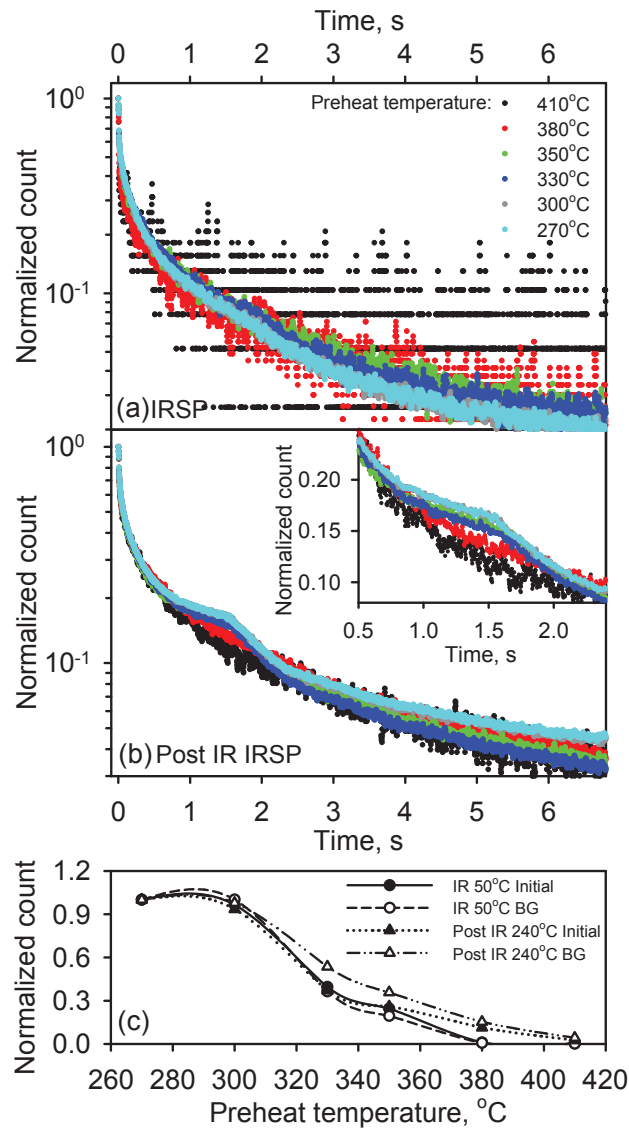 Time, s
0 1 2 3 4 5 6
Normalized count
10⁰
10⁻¹
Preheat temperature:
410°C
380°C
350°C
330°C
300°C
270°C
(a) IRSP
Normalized count
10⁰
10⁻¹
Normalized count
0.20
0.15
0.10
0.5 1.0 1.5 2.0
Time, s
(b) Post IR IRSP
0 1 2 3 4 5 6
Time, s
Normalized count
1.2
0.9
0.6
0.3
0.0
IR 50°C Initial
IR 50°C BG
Post IR 240°C Initial
Post IR 240°C BG
(c)
260 280 300 320 340 360 380 400 420
Preheat temperature, °C